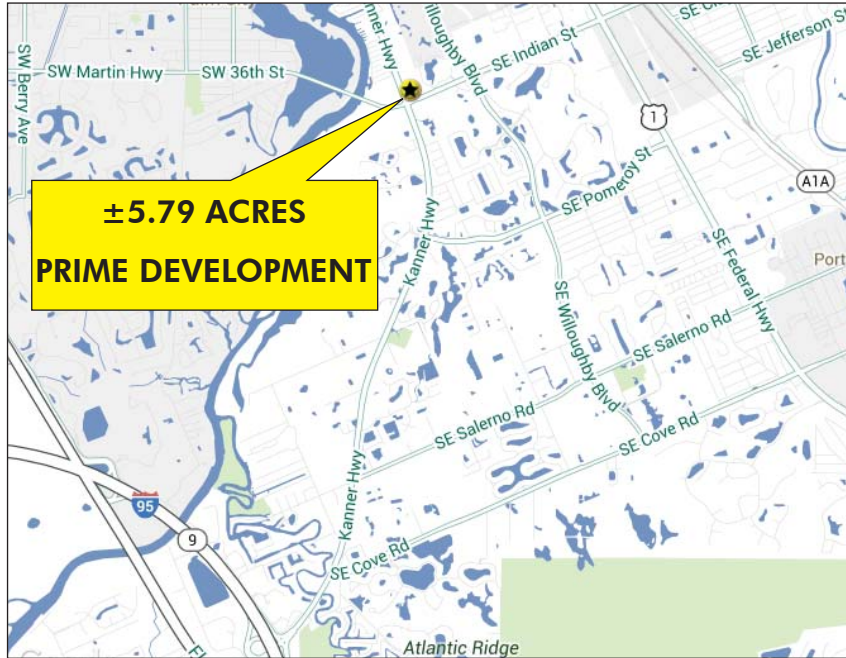 Kanner Hwy
Willoughby Blvd
SE Indian St
SE Jefferson St
SW Berry Ave
SW Martin Hwy
SW 36th St
1
A1A
±5.79 ACRES
PRIME DEVELOPMENT
SE Pomeroy St
Kanner Hwy
SE Federal Hwy
Port
SE Willoughby Blvd
SE Salerno Rd
SE Salerno Rd
SE Cove Rd
Kanner Hwy
95
9
SE Cove Rd
Atlantic Ridge